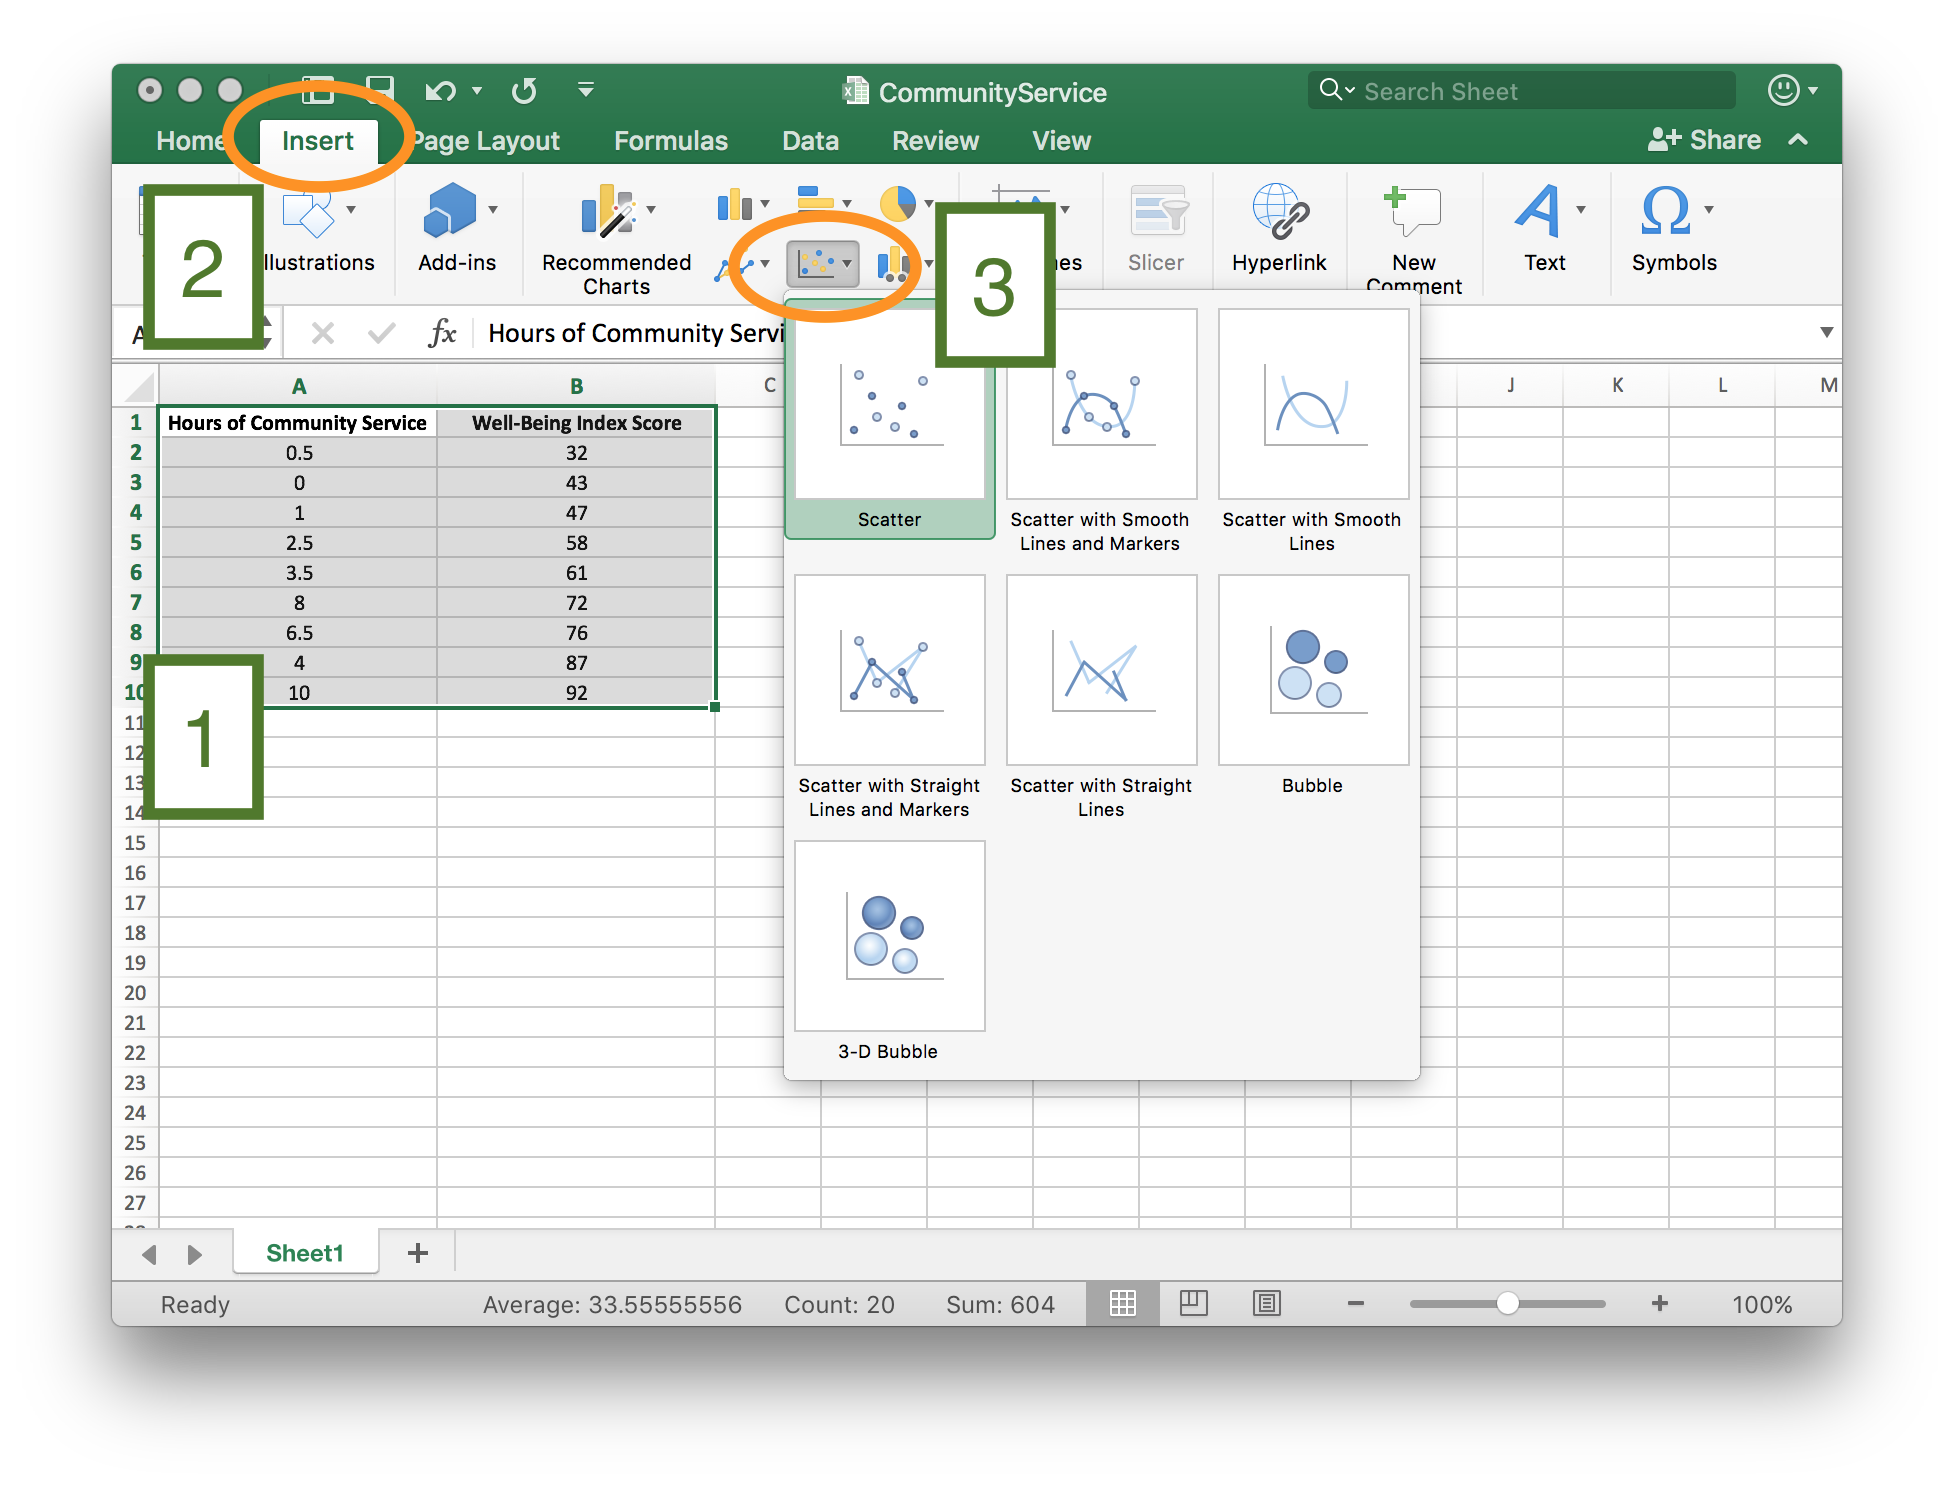 CommunityService
Search Sheet
Home Insert Page Layout Formulas Data Review View Share
2
Illustrations
Add-ins
Recommended
Charts
3
Slicer
Hyperlink
New
Comment
Text
Symbols
fx Hours of Community Servi
A B C J K L M
1 Hours of Community Service Well-Being Index Score
2 0.5 32
3 0 43
4 1 47
5 2.5 58
6 3.5 61
7 8 72
8 6.5 76
9 4 87
10 10 92
11
12
13
14
1
15
16
17
18
19
20
21
22
23
24
25
26
27
Scatter
Scatter with Smooth
Lines and Markers
Scatter with Smooth
Lines
Scatter with Straight
Lines and Markers
Scatter with Straight
Lines
Bubble
3-D Bubble
Sheet1
Ready Average: 33.55555556 Count: 20 Sum: 604 100%